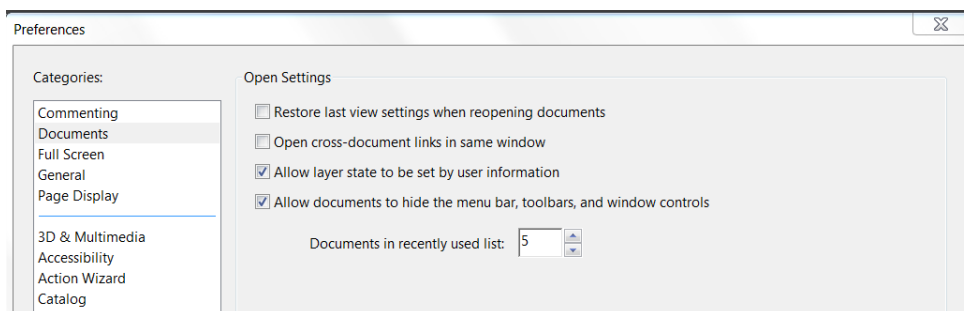 Preferences
Categories:
Commenting
Documents
Full Screen
General
Page Display
3D & Multimedia
Accessibility
Action Wizard
Catalog
Open Settings
Restore last view settings when reopening documents
Open cross-document links in same window
Allow layer state to be set by user information
Allow documents to hide the menu bar, toolbars, and window controls
Documents in recently used list: 5